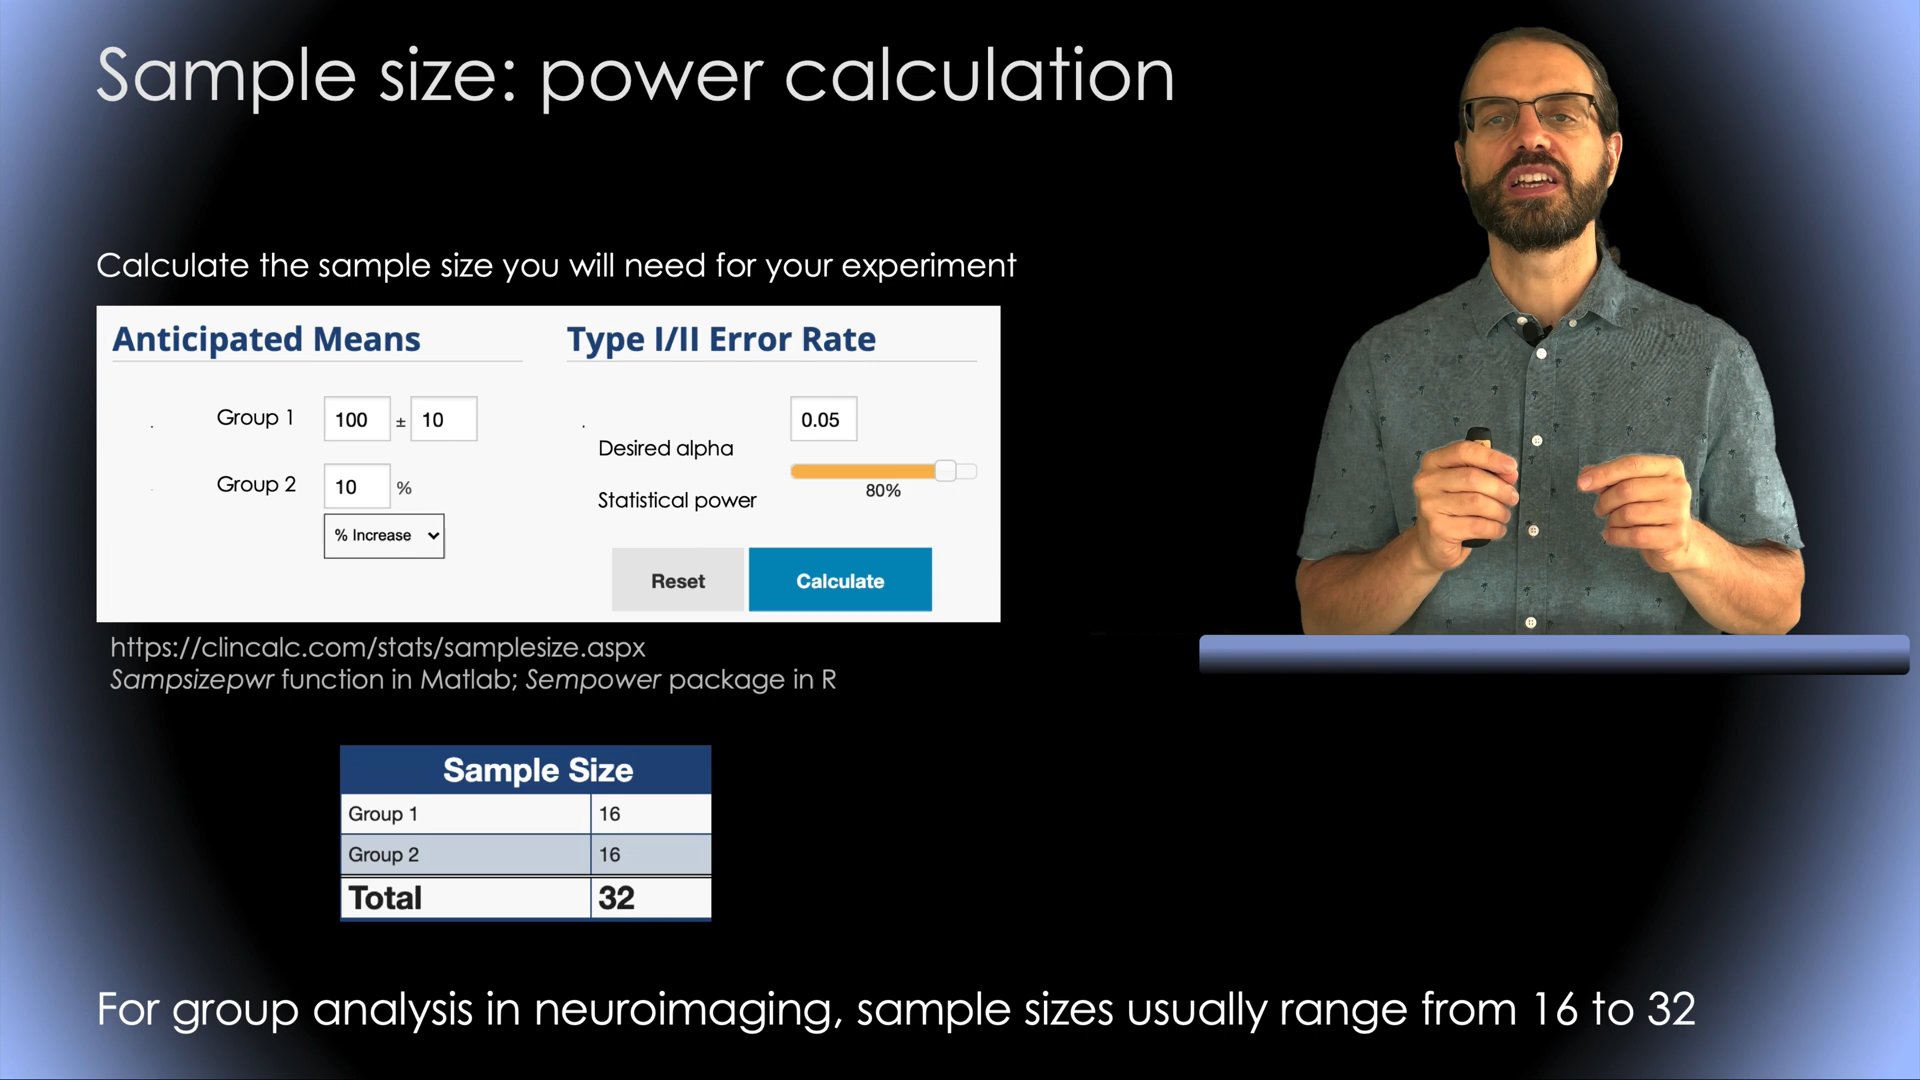 Sample size: power calculation
Calculate the sample size you will need for your experiment
Anticipated Means
Group 1 100 ± 10
Group 2 10 %
% Increase
Type I/II Error Rate
0.05
Desired alpha
80%
Statistical power
Reset Calculate
https://clincalc.com/stats/samplesize.aspx
Sampsizepwr function in Matlab; Sempower package in R
Sample Size
Group 1 16
Group 2 16
Total 32
For group analysis in neuroimaging, sample sizes usually range from 16 to 32